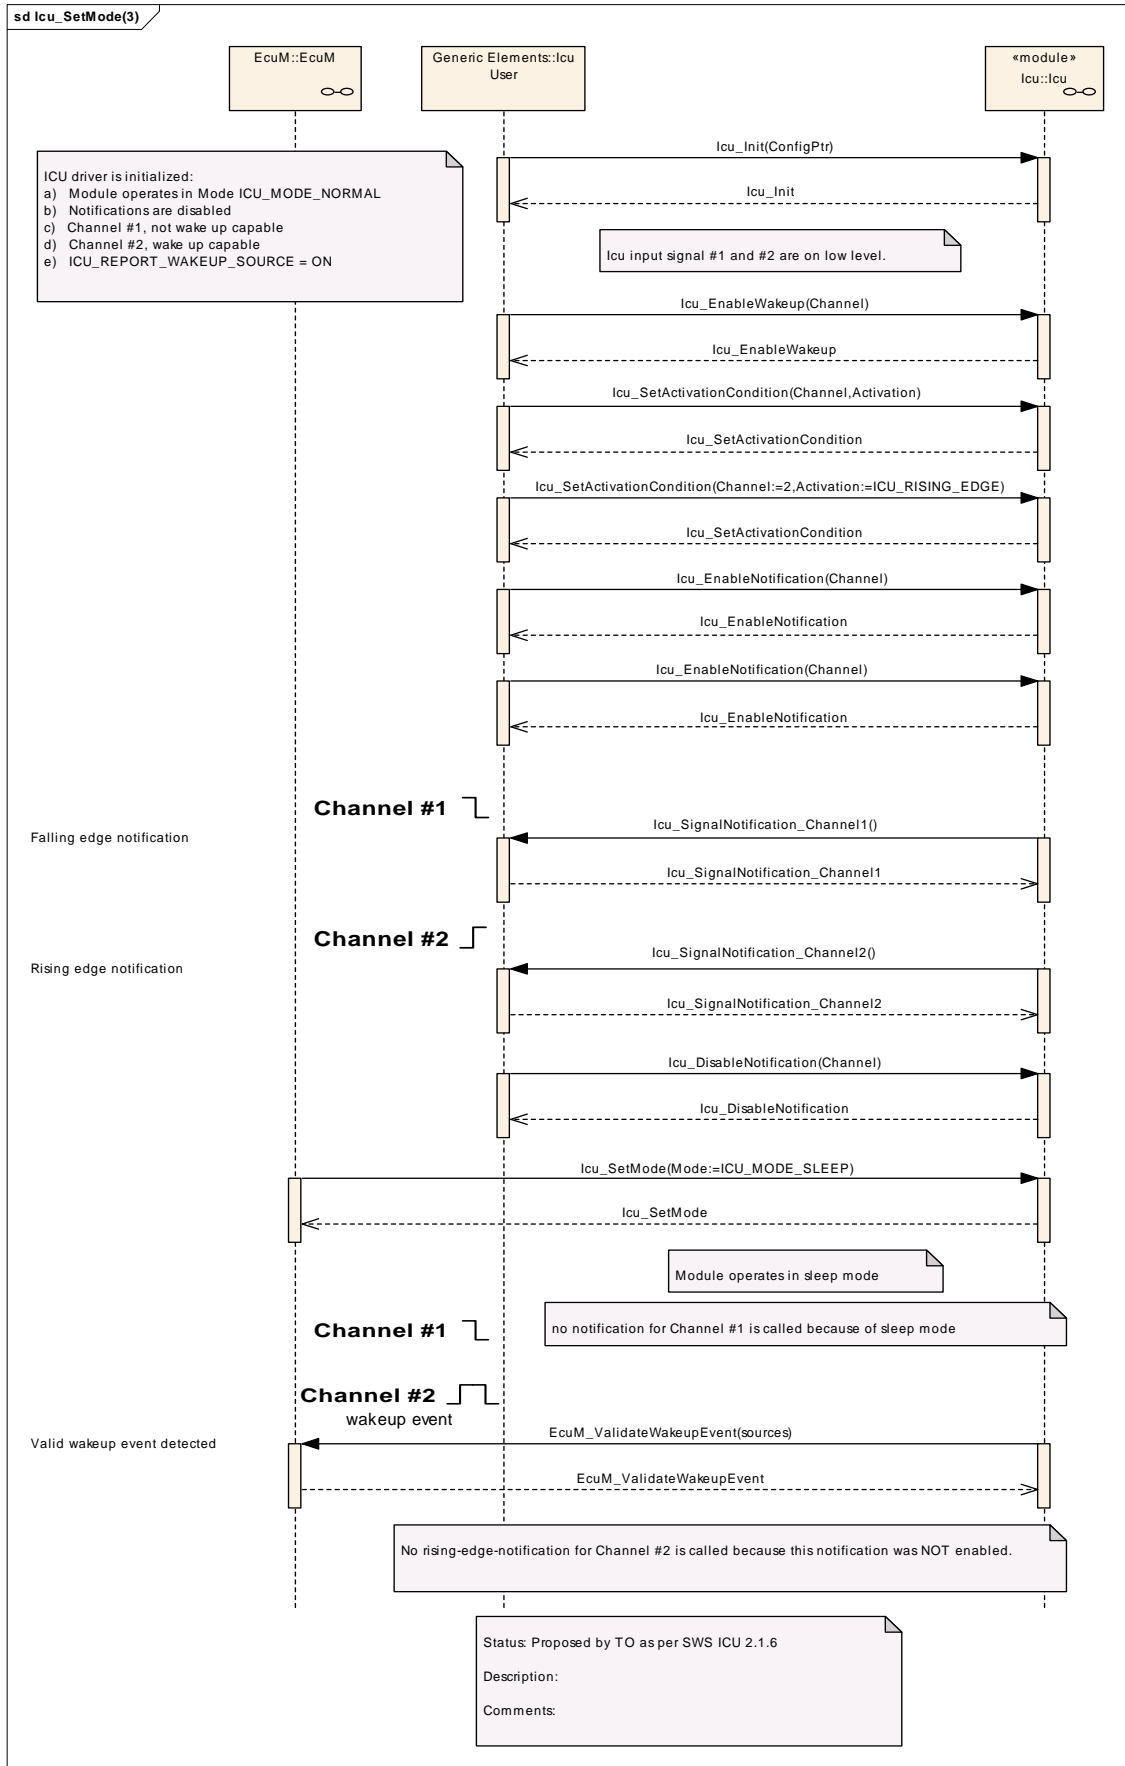 sd Icu_SetMode(3)
EcuM::EcuM
Generic Elements::Icu
User
«module»
Icu::Icu
Icu_Init(ConfigPtr)
ICU driver is initialized:
a) Module operates in Mode ICU_MODE_NORMAL
b) Notifications are disabled
c) Channel #1, not wake up capable
d) Channel #2, wake up capable
e) ICU_REPORT_WAKEUP_SOURCE = ON
Icu_Init
Icu input signal #1 and #2 are on low level.
Icu_EnableWakeup(Channel)
Icu_EnableWakeup
Icu_SetActivationCondition(Channel,Activation)
Icu_SetActivationCondition
Icu_SetActivationCondition(Channel:=2,Activation:=ICU_RISING_EDGE)
Icu_SetActivationCondition
Icu_EnableNotification(Channel)
Icu_EnableNotification
Icu_EnableNotification(Channel)
Icu_EnableNotification
Channel #1
Icu_SignalNotification_Channel1()
Falling edge notification
Icu_SignalNotification_Channel1
Channel #2
Icu_SignalNotification_Channel2()
Rising edge notification
Icu_SignalNotification_Channel2
Icu_DisableNotification(Channel)
Icu_DisableNotification
Icu_SetMode(Mode:=ICU_MODE_SLEEP)
Icu_SetMode
Module operates in sleep mode
Channel #1
no notification for Channel #1 is called because of sleep mode
Channel #2
wakeup event
EcuM_ValidateWakeupEvent(sources)
Valid wakeup event detected
EcuM_ValidateWakeupEvent
No rising-edge-notification for Channel #2 is called because this notification was NOT enabled.
Status: Proposed by TO as per SWS ICU 2.1.6
Description:
Comments: